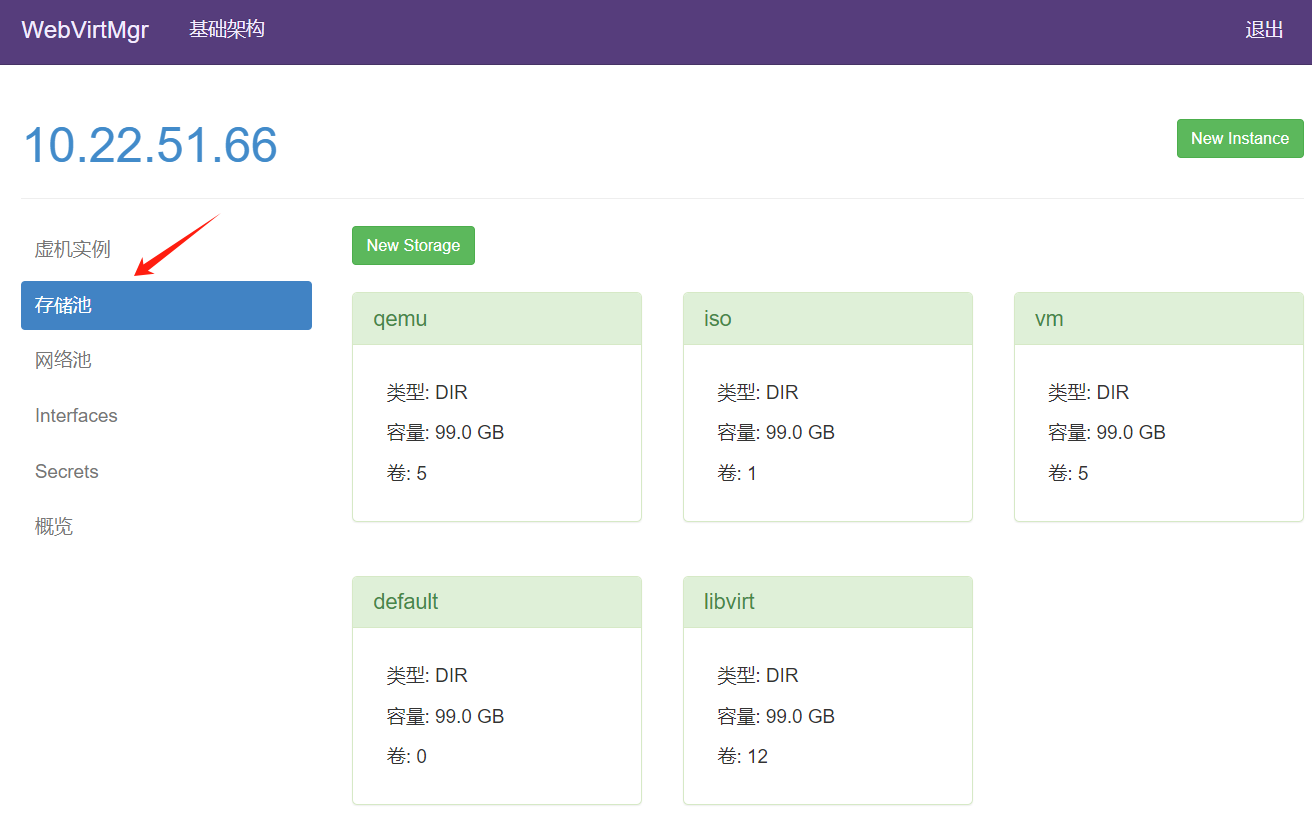 WebVirtMgr 基础架构 退出
10.22.51.66
New Instance
虚机实例
存储池
网络池
Interfaces
Secrets
概览
New Storage
qemu
类型: DIR
容量: 99.0 GB
卷: 5
iso
类型: DIR
容量: 99.0 GB
卷: 1
vm
类型: DIR
容量: 99.0 GB
卷: 5
default
类型: DIR
容量: 99.0 GB
卷: 0
libvirt
类型: DIR
容量: 99.0 GB
卷: 12